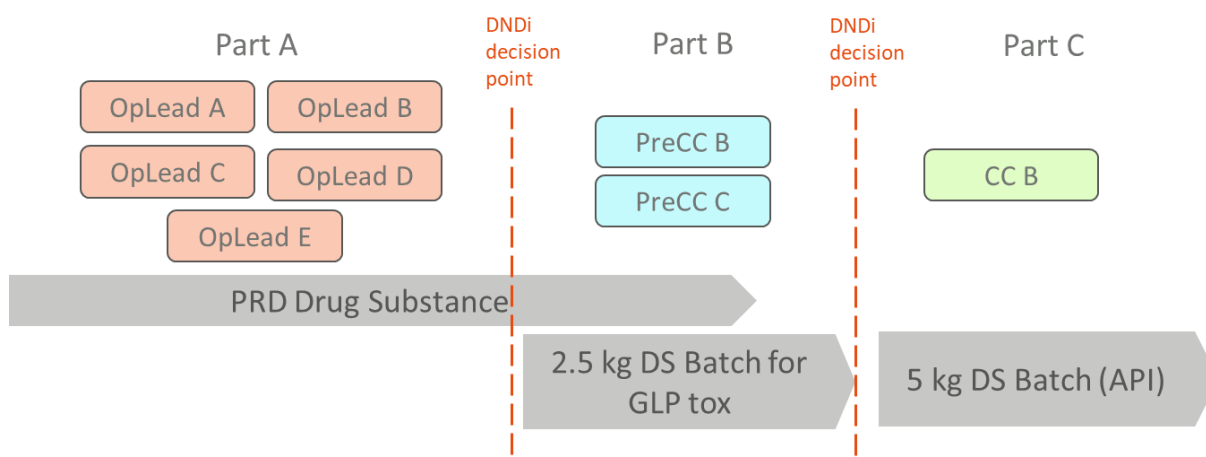 Part A
DNDi
decision
point
Part B
DNDi
decision
point
Part C
OpLead A
OpLead B
OpLead C
OpLead D
OpLead E
PreCC B
PreCC C
CC B
PRD Drug Substance
2.5 kg DS Batch for
GLP tox
5 kg DS Batch (API)